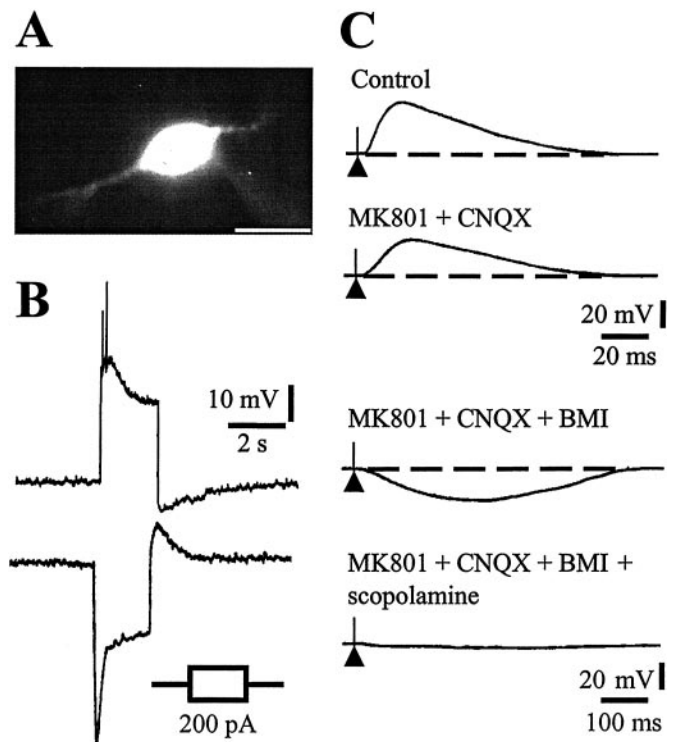 A
B
10 mV
2 s
200 pA
C
Control
MK801 + CNQX
20 mV
20 ms
MK801 + CNQX + BMI
MK801 + CNQX + BMI +
scopolamine
20 mV
100 ms